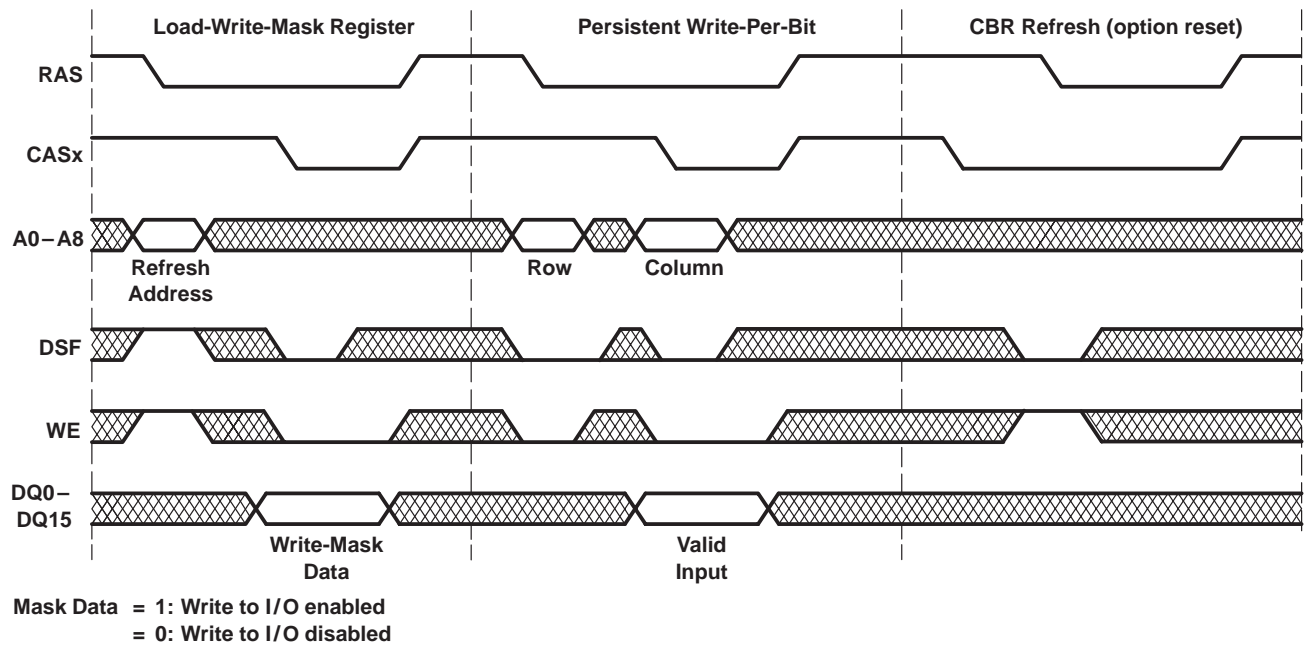 Load-Write-Mask Register
Persistent Write-Per-Bit
CBR Refresh (option reset)
RAS
CASx
A0–A8
Refresh
Address
Row
Column
DSF
WE
DQ0–
DQ15
Write-Mask
Data
Valid
Input
Mask Data = 1: Write to I/O enabled
= 0: Write to I/O disabled